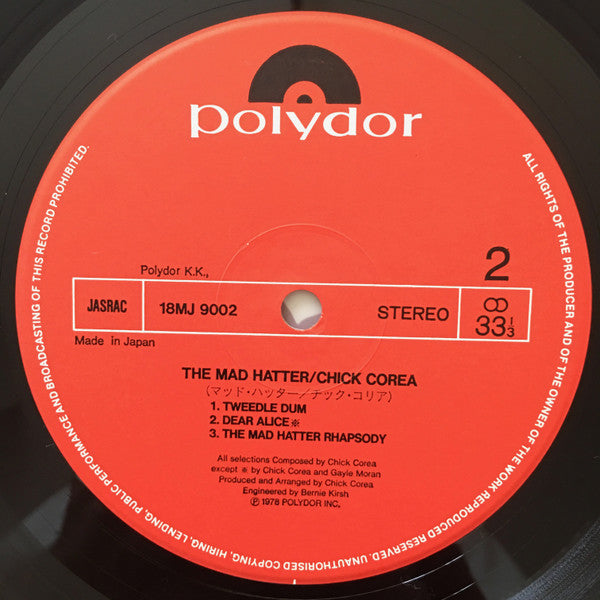 polydor
2
Polydor K.K.,
JASRAC
18MJ 9002
STEREO
33⅓
Made in Japan
THE MAD HATTER/CHICK COREA
(マッド・ハッター/チック・コリア)
1. TWEEDLE DUM
2. DEAR ALICE※
3. THE MAD HATTER RHAPSODY
All selections Composed by Chick Corea
except ※ by Chick Corea and Gayle Moran
Produced and Arranged by Chick Corea
Engineered by Bernie Kirsh
℗ 1978 POLYDOR INC.
ALL RIGHTS OF THE PRODUCER AND OF THE OWNER OF THE WORK REPRODUCED RESERVED. UNAUTHORISED COPYING, HIRING, LENDING, PUBLIC PERFORMANCE AND BROADCASTING OF THIS RECORD PROHIBITED.